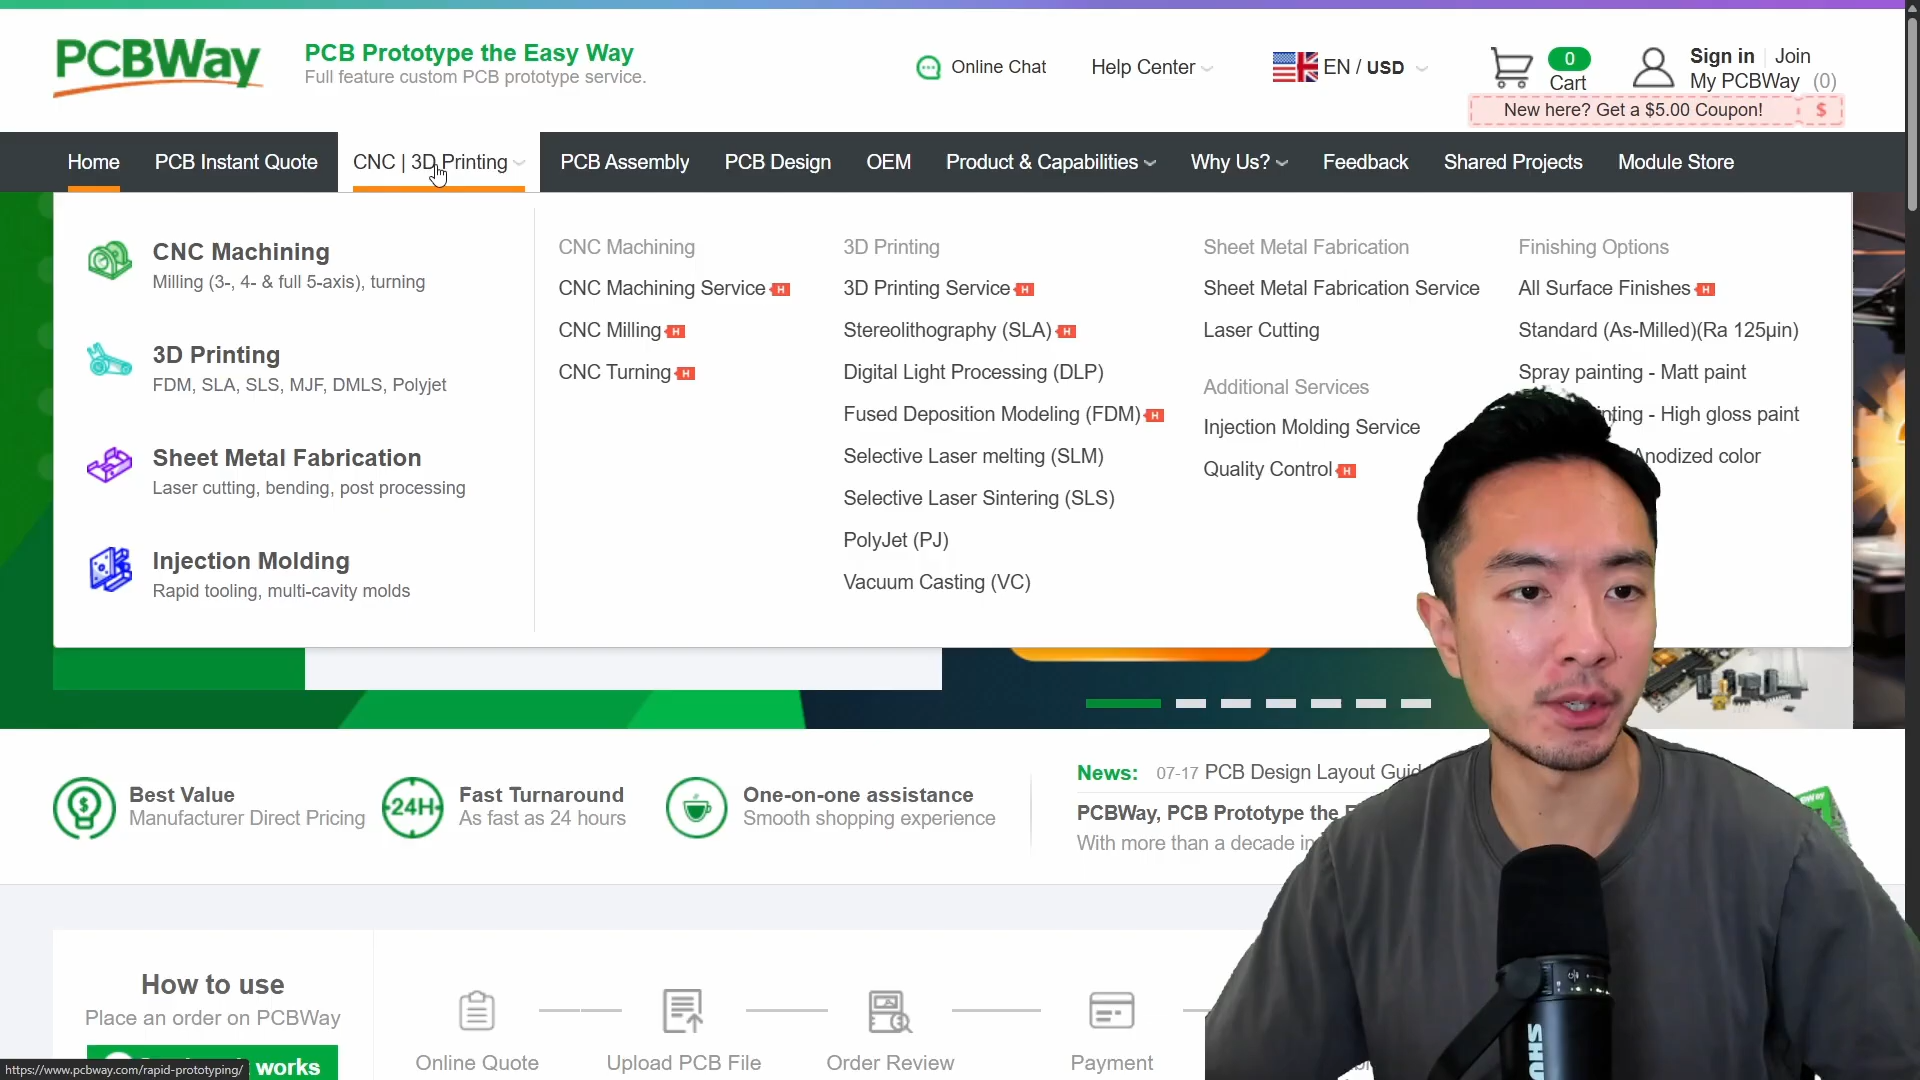 PCBWay
PCB Prototype the Easy Way
Full feature custom PCB prototype service.
Online Chat
Help Center
EN / USD
0
Cart
Sign in
Join
My PCBWay (0)
New here? Get a $5.00 Coupon!
$
Home
PCB Instant Quote
CNC | 3D Printing
PCB Assembly
PCB Design
OEM
Product & Capabilities
Why Us?
Feedback
Shared Projects
Module Store
CNC Machining
Milling (3-, 4- & full 5-axis), turning
3D Printing
FDM, SLA, SLS, MJF, DMLS, Polyjet
Sheet Metal Fabrication
Laser cutting, bending, post processing
Injection Molding
Rapid tooling, multi-cavity molds
CNC Machining
CNC Machining Service H
CNC Milling H
CNC Turning H
3D Printing
3D Printing Service H
Stereolithography (SLA) H
Digital Light Processing (DLP)
Fused Deposition Modeling (FDM) H
Selective Laser melting (SLM)
Selective Laser Sintering (SLS)
PolyJet (PJ)
Vacuum Casting (VC)
Sheet Metal Fabrication
Sheet Metal Fabrication Service
Laser Cutting
Additional Services
Injection Molding Service
Quality Control H
Finishing Options
All Surface Finishes H
Standard (As-Milled)(Ra 125µin)
Spray painting - Matt paint
- High gloss paint
Anodized color
$
Best Value
Manufacturer Direct Pricing
24H
Fast Turnaround
As fast as 24 hours
One-on-one assistance
Smooth shopping experience
News:
07-17 PCB Design Layout
PCBWay, PCB Prototype the
With more than a decade in
How to use
Place an order on PCBWay
works
Online Quote
Upload PCB File
Order Review
Payment
https://www.pcbway.com/rapid-prototyping/
SHU